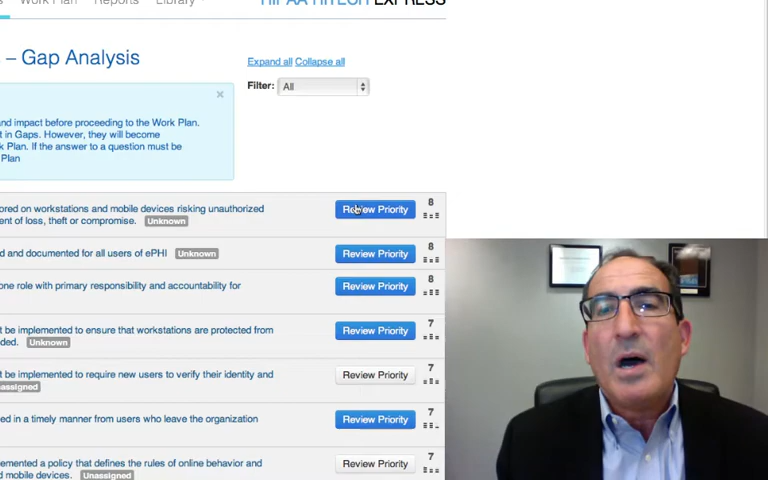 Work Plan Reports Library HIPAA HITECH EXPRESS
– Gap Analysis
Expand all Collapse all
Filter: All
and impact before proceeding to the Work Plan.
t in Gaps. However, they will become
k Plan. If the answer to a question must be
Plan
ored on workstations and mobile devices risking unauthorized Review Priority 8
ent of loss, theft or compromise. Unknown
d and documented for all users of ePHI Unknown Review Priority 8
one role with primary responsibility and accountability for Review Priority 8
t be implemented to ensure that workstations are protected from Review Priority 7
ded. Unknown
t be implemented to require new users to verify their identity and Review Priority 7
assigned
ed in a timely manner from users who leave the organization Review Priority 7
emented a policy that defines the rules of online behavior and Review Priority 7
d mobile devices. Unassigned